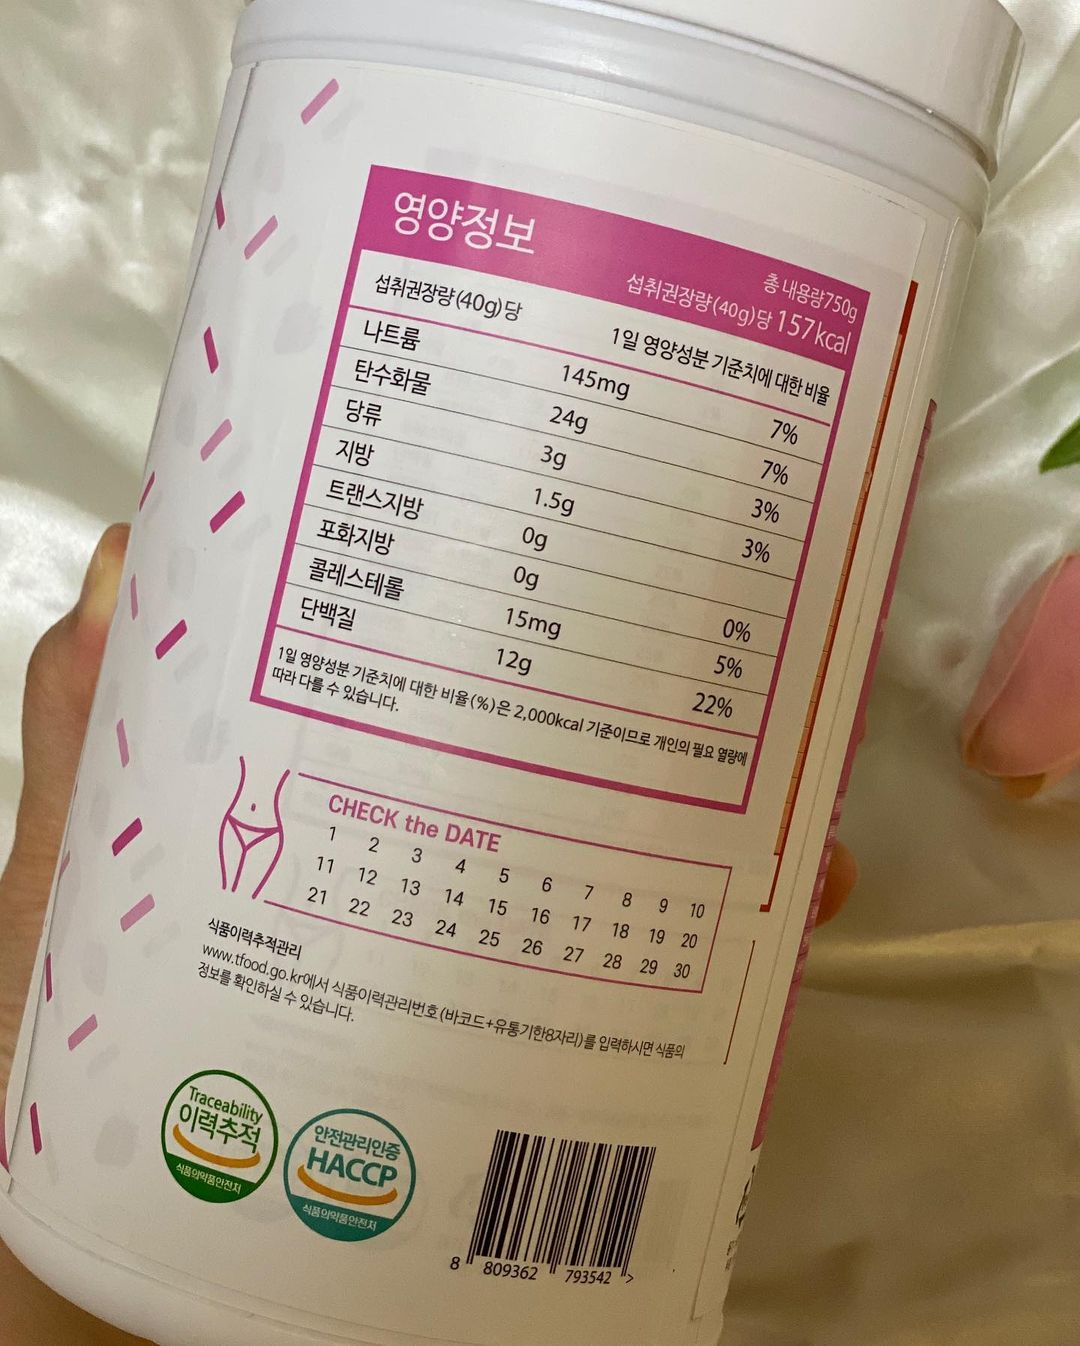 영양정보
총 내용량750g
섭취권장량(40g)당 157kcal
섭취권장량(40g)당 1일 영양성분 기준치에 대한 비율
나트륨 145mg 7%
탄수화물 24g 7%
당류 3g 3%
지방 1.5g 3%
트랜스지방 0g
포화지방 0g 0%
콜레스테롤 15mg 5%
단백질 12g 22%
1일 영양성분 기준치에 대한 비율(%)은 2,000kcal 기준이므로 개인의 필요 열량에
따라 다를 수 있습니다.
CHECK the DATE
1 2 3 4 5 6 7 8 9 10
11 12 13 14 15 16 17 18 19 20
21 22 23 24 25 26 27 28 29 30
식품이력추적관리
www.tfood.go.kr에서 식품이력관리번호(바코드+유통기한8자리)를 입력하시면 식품의
정보를 확인하실 수 있습니다.
Traceability
이력추적
식품의약품안전처
안전관리인증
HACCP
식품의약품안전처
8 809362 793542 >